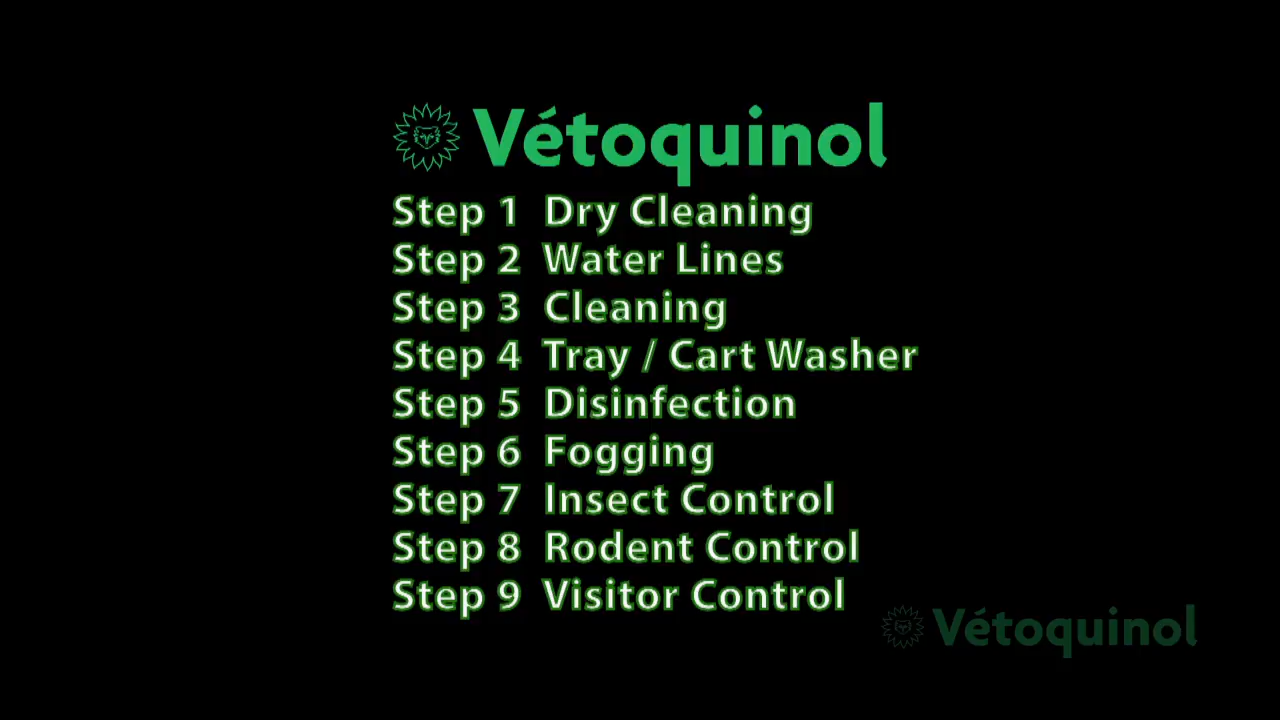 Vétoquinol
Step 1 Dry Cleaning
Step 2 Water Lines
Step 3 Cleaning
Step 4 Tray / Cart Washer
Step 5 Disinfection
Step 6 Fogging
Step 7 Insect Control
Step 8 Rodent Control
Step 9 Visitor Control
Vétoquinol